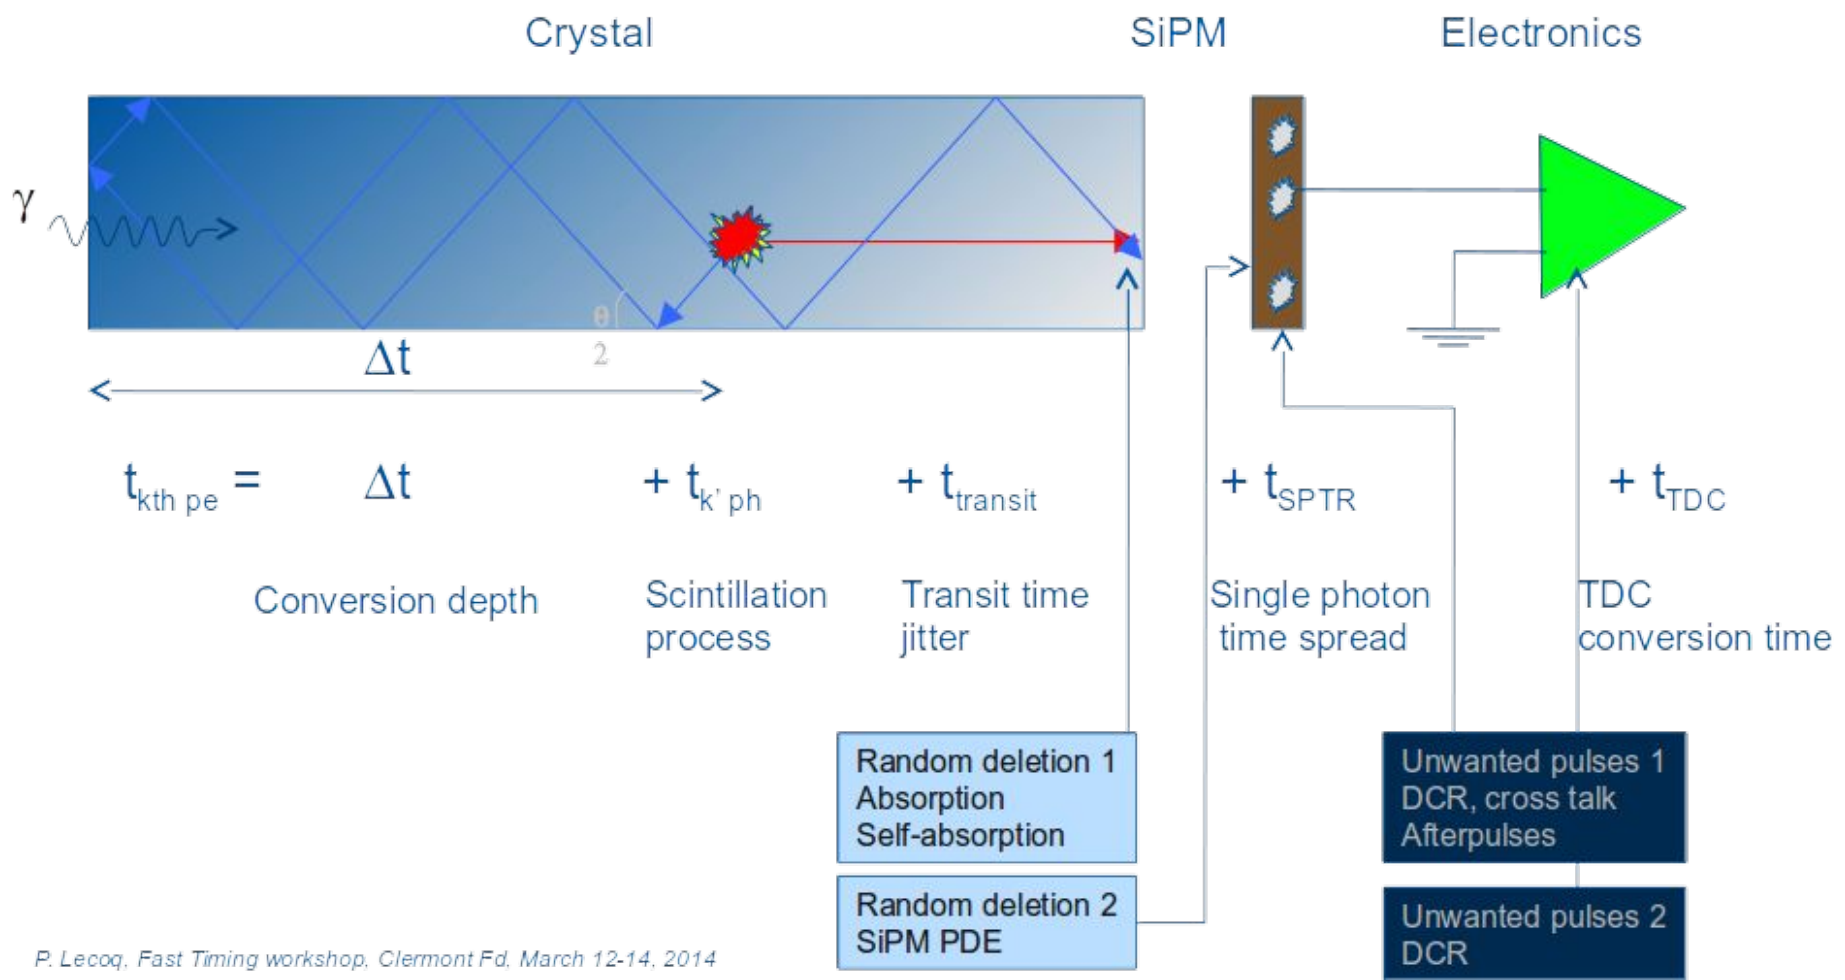 Crystal
SiPM
Electronics
γ
θ
2
Δt
t_kth pe = Δt + t_k' ph + t_transit + t_SPTR + t_TDC
Conversion depth
Scintillation
process
Transit time
jitter
Single photon
time spread
TDC
conversion time
Random deletion 1
Absorption
Self-absorption
Random deletion 2
SiPM PDE
Unwanted pulses 1
DCR, cross talk
Afterpulses
Unwanted pulses 2
DCR
P. Lecoq, Fast Timing workshop, Clermont Fd, March 12-14, 2014